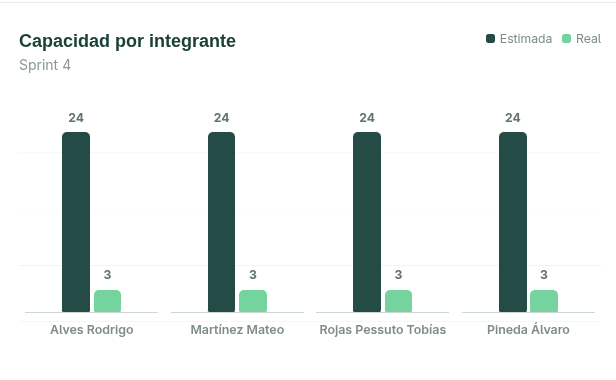 Capacidad por integrante
Sprint 4
Estimada Real
24 24 24 24
3 3 3 3
Alves Rodrigo Martínez Mateo Rojas Pessuto Tobías Pineda Álvaro